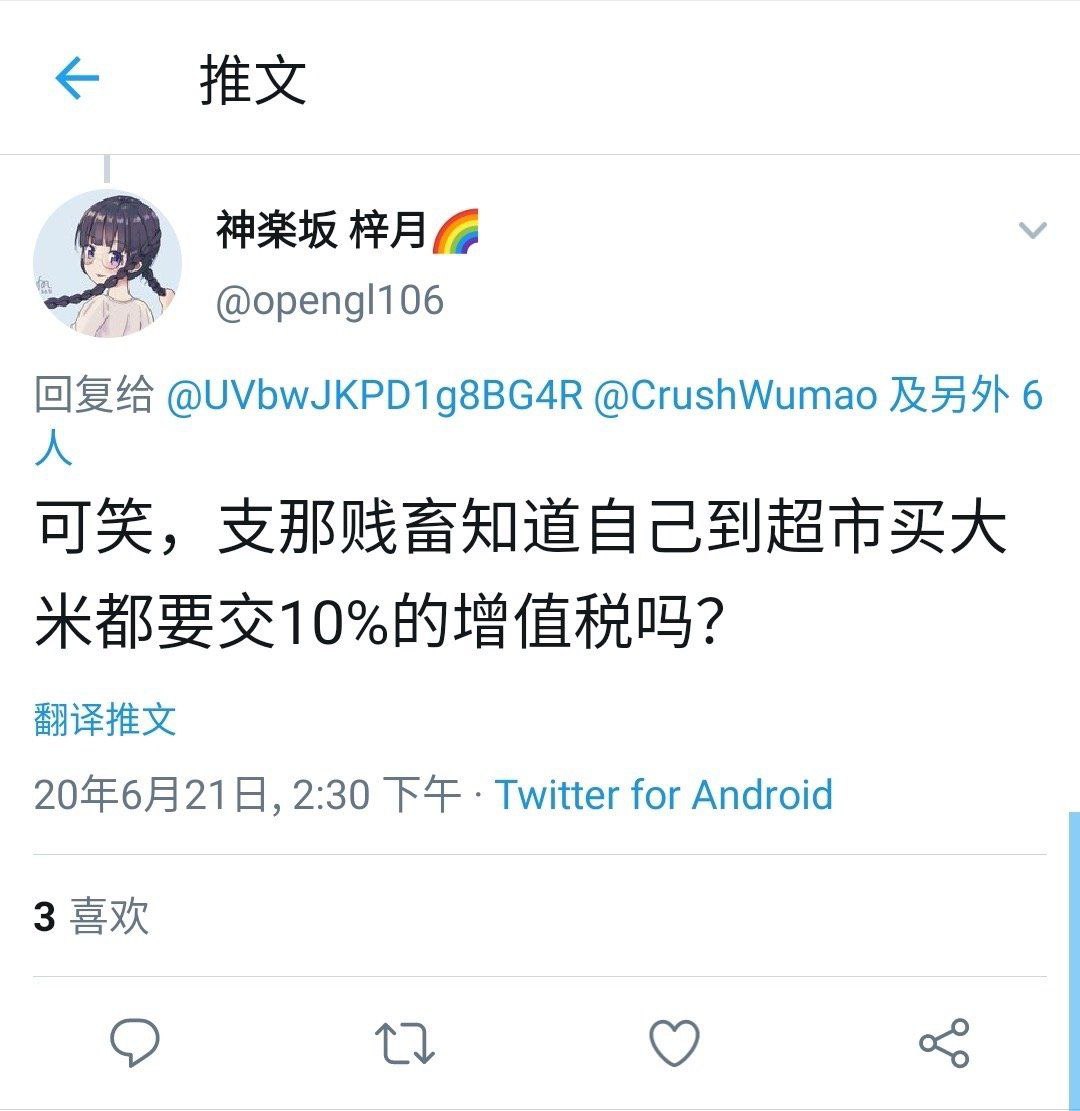 推文
神楽坂 梓月🌈
@opengl106
回复给 @UVbwJKPD1g8BG4R @CrushWumao 及另外 6
人
可笑，支那贱畜知道自己到超市买大
米都要交10%的增值税吗？
翻译推文
20年6月21日, 2:30 下午 · Twitter for Android
3 喜欢